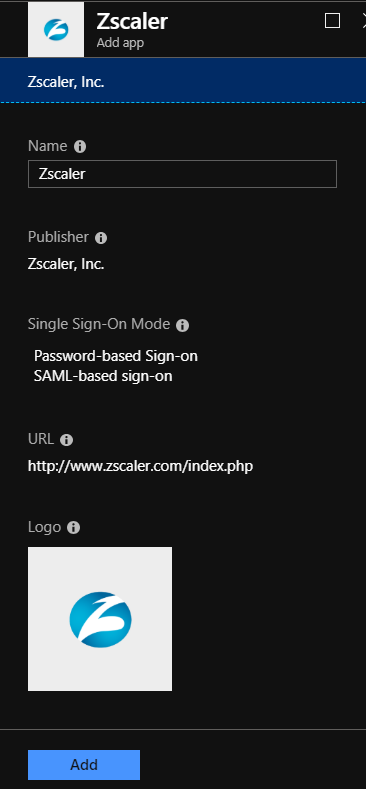 Zscaler
Add app
Zscaler, Inc.
Name
Zscaler
Publisher
Zscaler, Inc.
Single Sign-On Mode
Password-based Sign-on
SAML-based sign-on
URL
http://www.zscaler.com/index.php
Logo
Add